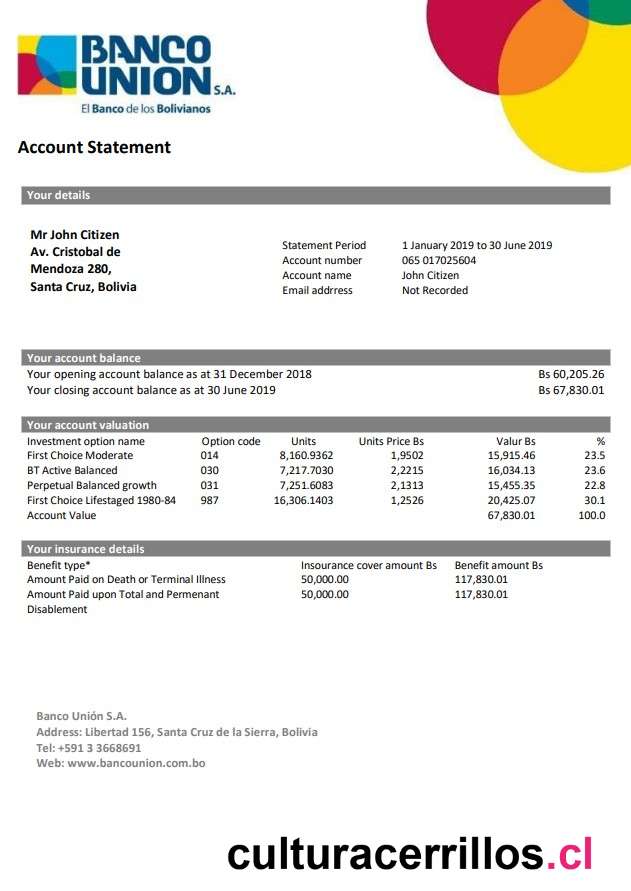 BANCO
UNION S.A.
El Banco de los Bolivianos
Account Statement
Your details
Mr John Citizen
Av. Cristobal de
Mendoza 280,
Santa Cruz, Bolivia
Statement Period 1 January 2019 to 30 June 2019
Account number 065 017025604
Account name John Citizen
Email addrress Not Recorded
Your account balance
Your opening account balance as at 31 December 2018 Bs 60,205.26
Your closing account balance as at 30 June 2019 Bs 67,830.01
Your account valuation
Investment option name Option code Units Units Price Bs Valur Bs %
First Choice Moderate 014 8,160.9362 1,9502 15,915.46 23.5
BT Active Balanced 030 7,217.7030 2,2215 16,034.13 23.6
Perpetual Balanced growth 031 7,251.6083 2,1313 15,455.35 22.8
First Choice Lifestaged 1980-84 987 16,306.1403 1,2526 20,425.07 30.1
Account Value 67,830.01 100.0
Your insurance details
Benefit type* Insourance cover amount Bs Benefit amount Bs
Amount Paid on Death or Terminal Illness 50,000.00 117,830.01
Amount Paid upon Total and Permenant 50,000.00 117,830.01
Disablement
Banco Unión S.A.
Address: Libertad 156, Santa Cruz de la Sierra, Bolivia
Tel: +591 3 3668691
Web: www.bancounion.com.bo
culturacerrillos.cl